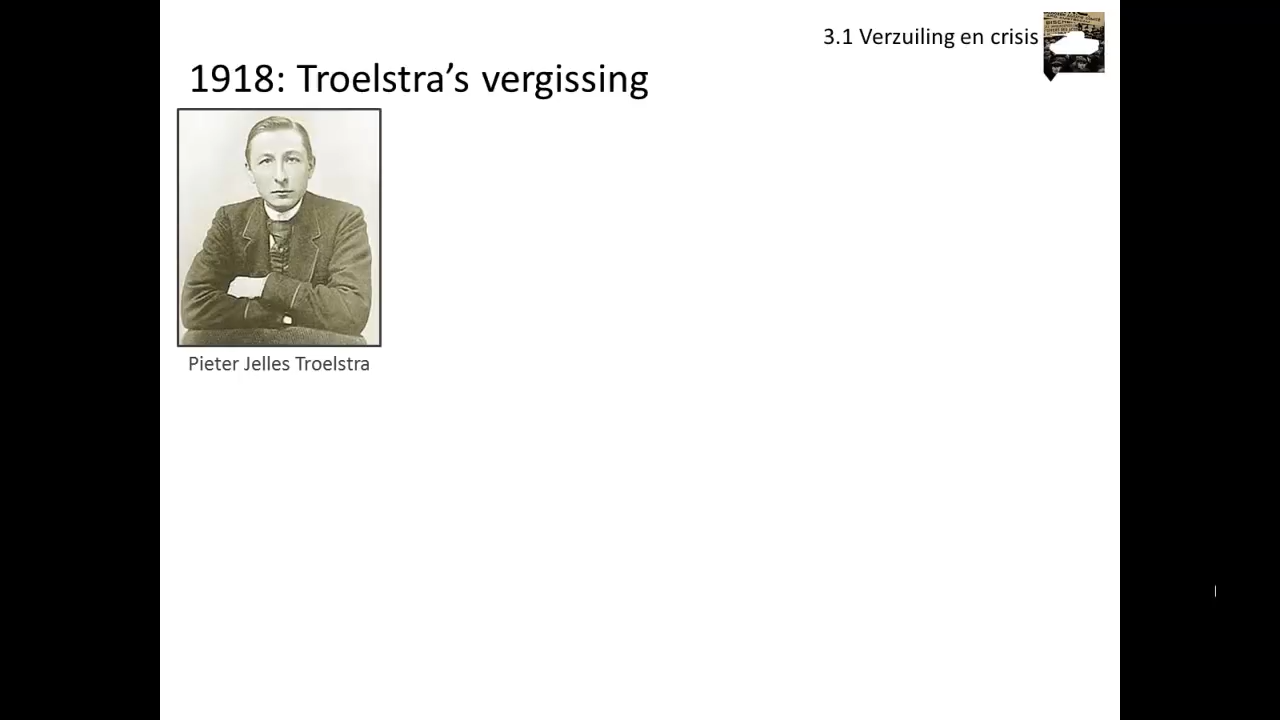 3.1 Verzuiling en crisis
1918: Troelstra’s vergissing
Pieter Jelles Troelstra